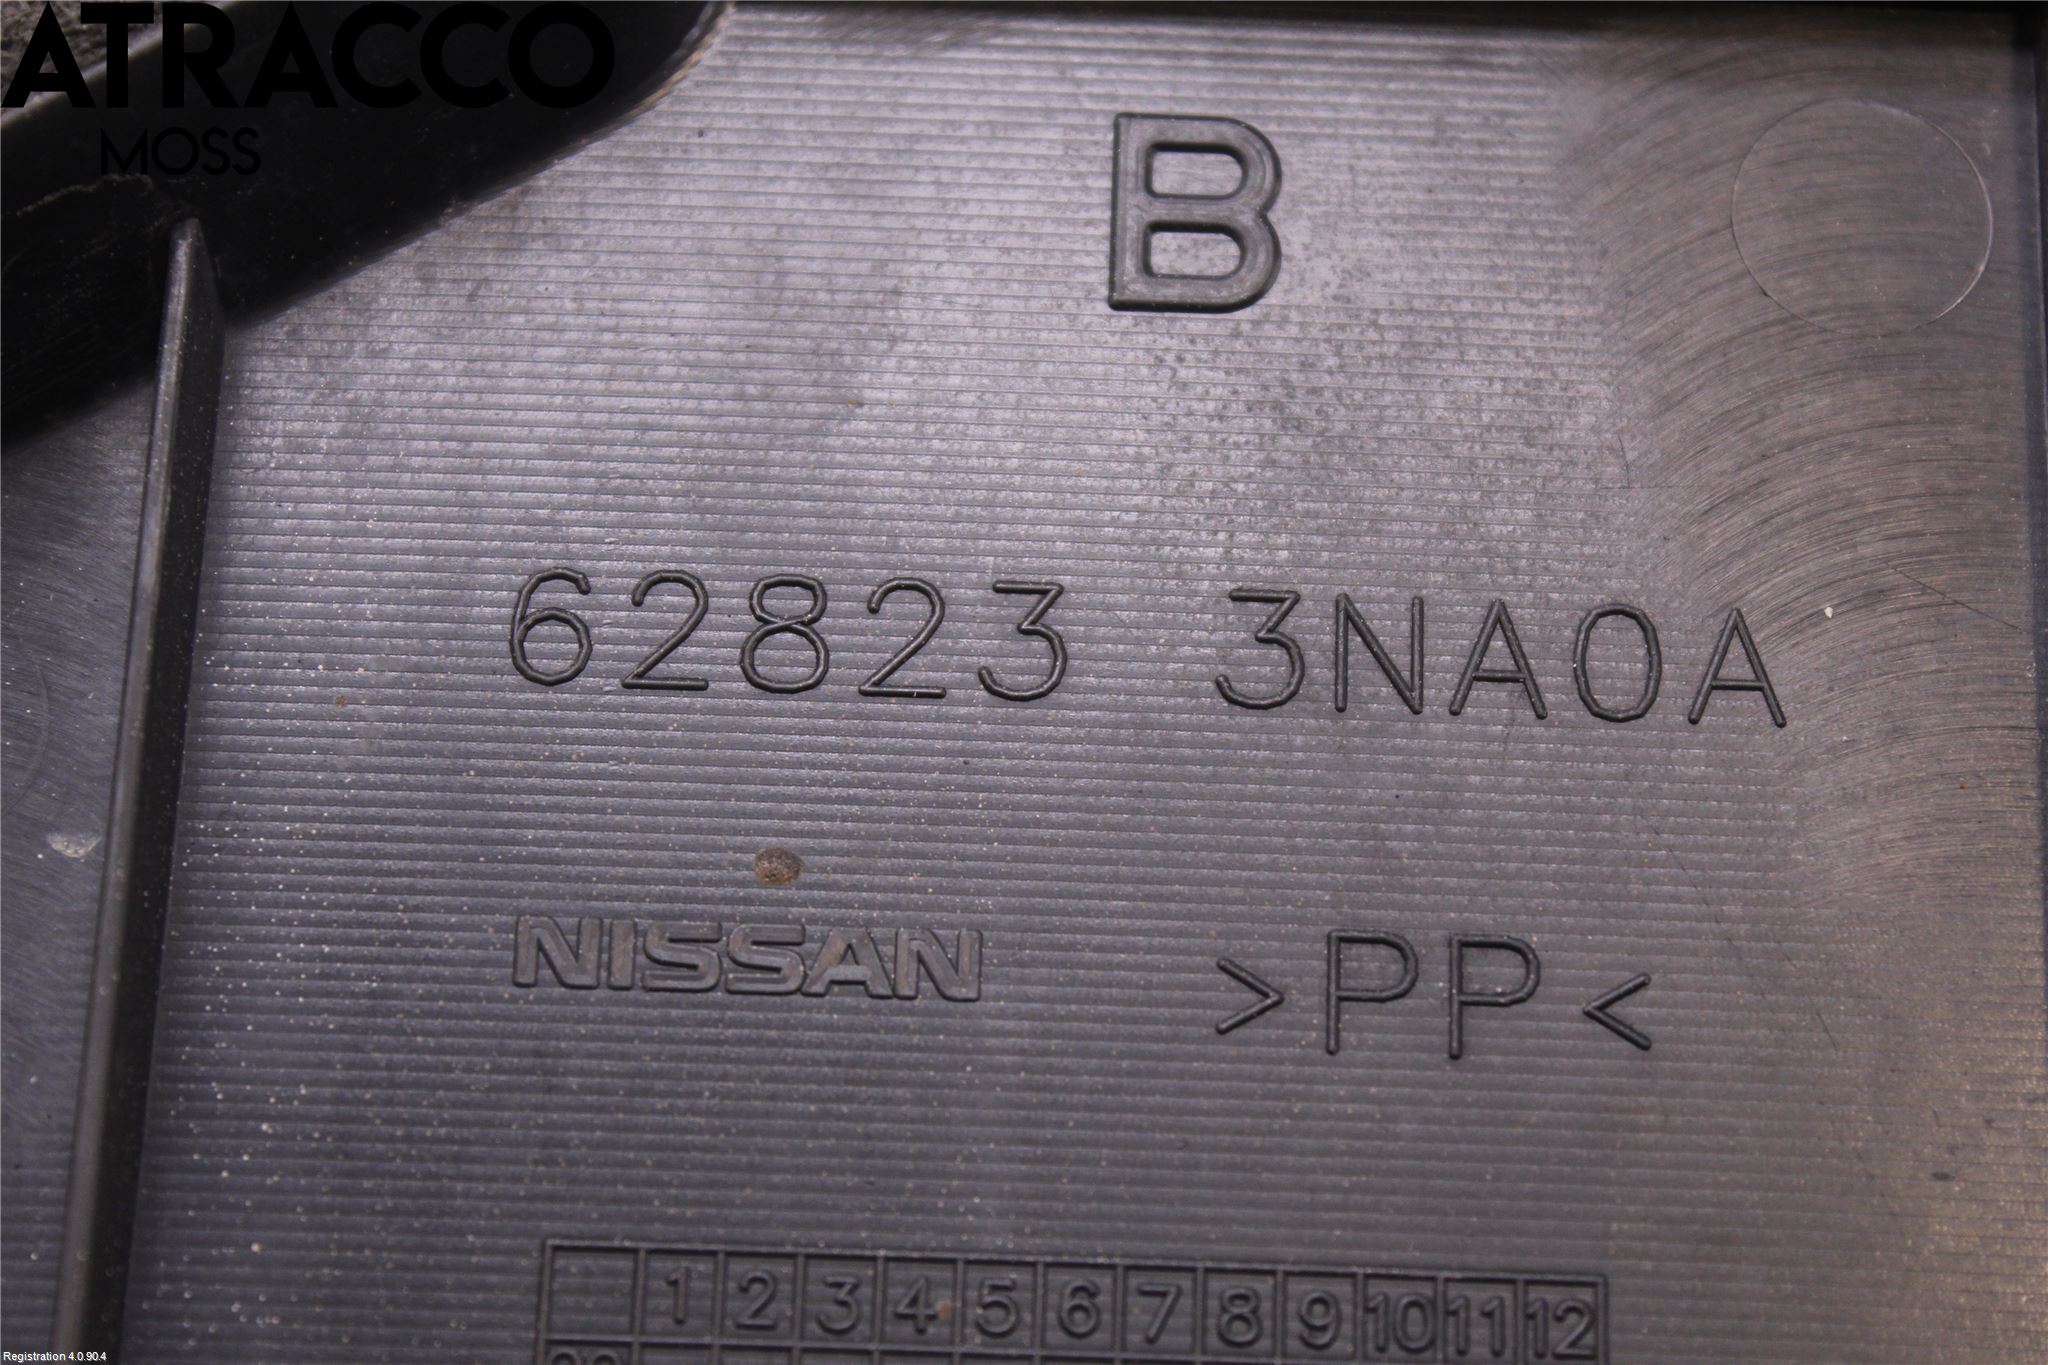 ATRACCO
MOSS
B
62823 3NA0A
NISSAN >PP<
1 2 3 4 5 6 7 8 9 10 11 12
Registration 4.0.90.4